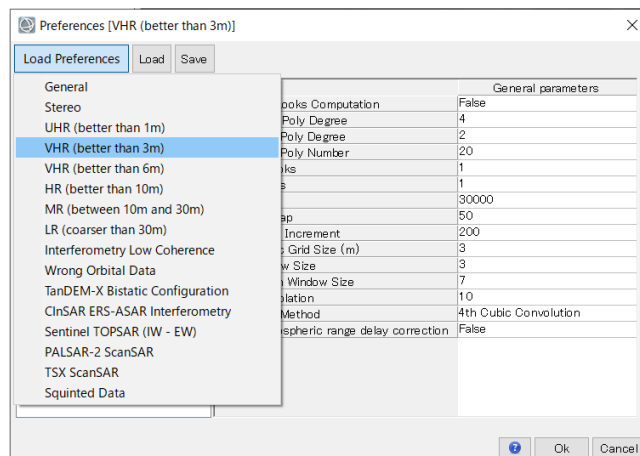 Preferences [VHR (better than 3m)]
Load Preferences Load Save
General
Stereo
UHR (better than 1m)
VHR (better than 3m)
VHR (better than 6m)
HR (better than 10m)
MR (between 10m and 30m)
LR (coarser than 30m)
Interferometry Low Coherence
Wrong Orbital Data
TanDEM-X Bistatic Configuration
CInSAR ERS-ASAR Interferometry
Sentinel TOPSAR (IW - EW)
PALSAR-2 ScanSAR
TSX ScanSAR
Squinted Data
General parameters
ooks Computation False
Poly Degree 4
Poly Degree 2
Poly Number 20
oks 1
s 1
30000
ap 50
Increment 200
s Grid Size (m) 3
w Size 3
n Window Size 7
olation 10
Method 4th Cubic Convolution
ospheric range delay correction False
Ok Cancel